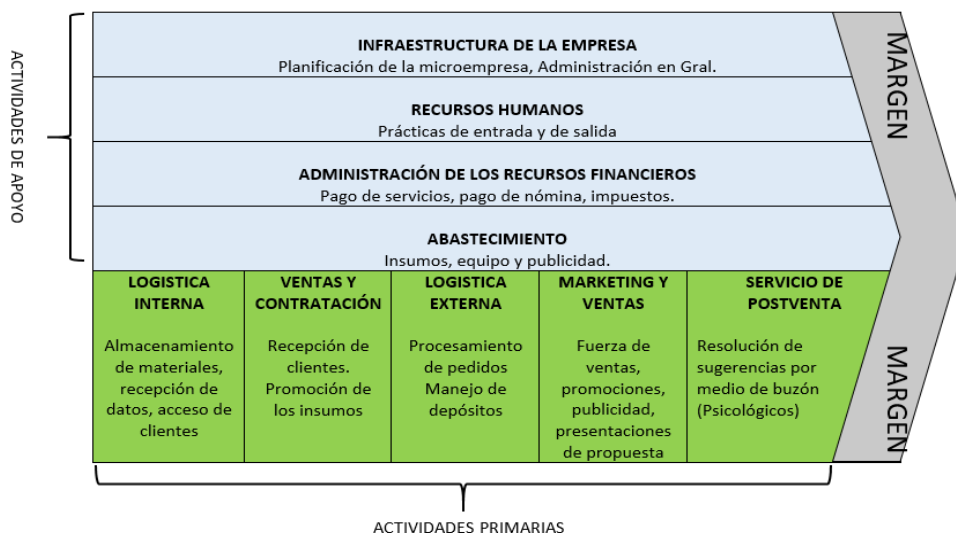 ACTIVIDADES DE APOYO
INFRAESTRUCTURA DE LA EMPRESA
Planificación de la microempresa, Administración en Gral.
RECURSOS HUMANOS
Prácticas de entrada y de salida
ADMINISTRACIÓN DE LOS RECURSOS FINANCIEROS
Pago de servicios, pago de nómina, impuestos.
ABASTECIMIENTO
Insumos, equipo y publicidad.
MARGEN
LOGISTICA
INTERNA
Almacenamiento
de materiales,
recepción de
datos, acceso de
clientes
VENTAS Y
CONTRATACIÓN
Recepción de
clientes.
Promoción de
los insumos
LOGISTICA
EXTERNA
Procesamiento
de pedidos
Manejo de
depósitos
MARKETING Y
VENTAS
Fuerza de
ventas,
promociones,
publicidad,
presentaciones
de propuesta
SERVICIO DE
POSTVENTA
Resolución de
sugerencias por
medio de buzón
(Psicológicos)
MARGEN
ACTIVIDADES PRIMARIAS